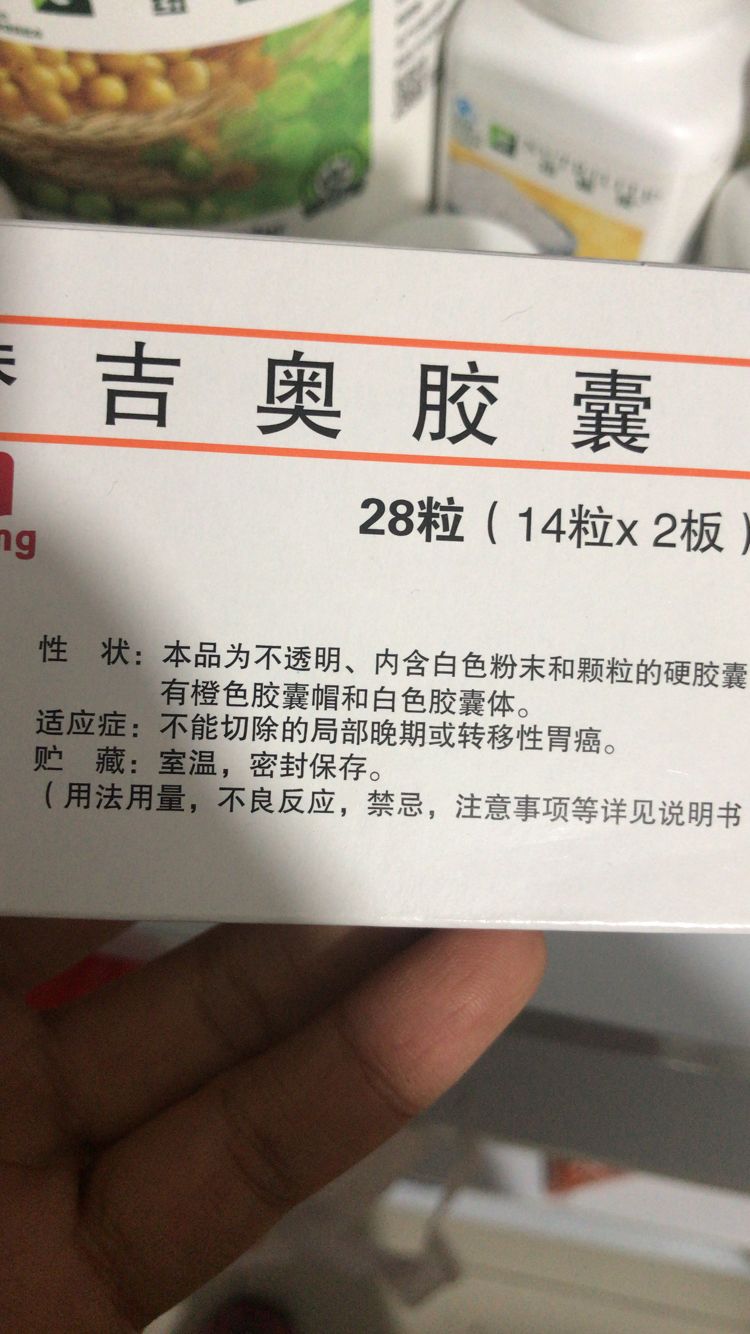 吉奥胶囊
ng
28粒（14粒x 2板）
性 状：本品为不透明、内含白色粉末和颗粒的硬胶囊
有橙色胶囊帽和白色胶囊体。
适应症：不能切除的局部晚期或转移性胃癌。
贮 藏：室温，密封保存。
（用法用量，不良反应，禁忌，注意事项等详见说明书